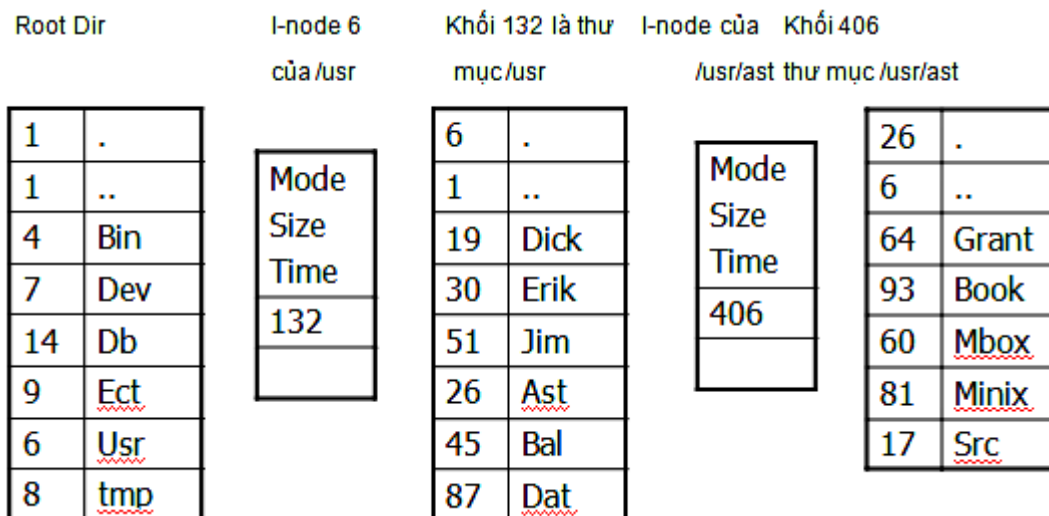 Root Dir I-node 6 Khối 132 là thư I-node của Khối 406
của /usr mục /usr /usr/ast thư mục /usr/ast
1 .
1 ..
4 Bin
7 Dev
14 Db
9 Ect
6 Usr
8 tmp
Mode
Size
Time
132
6 .
1 ..
19 Dick
30 Erik
51 Jim
26 Ast
45 Bal
87 Dat
Mode
Size
Time
406
26 .
6 ..
64 Grant
93 Book
60 Mbox
81 Minix
17 Src